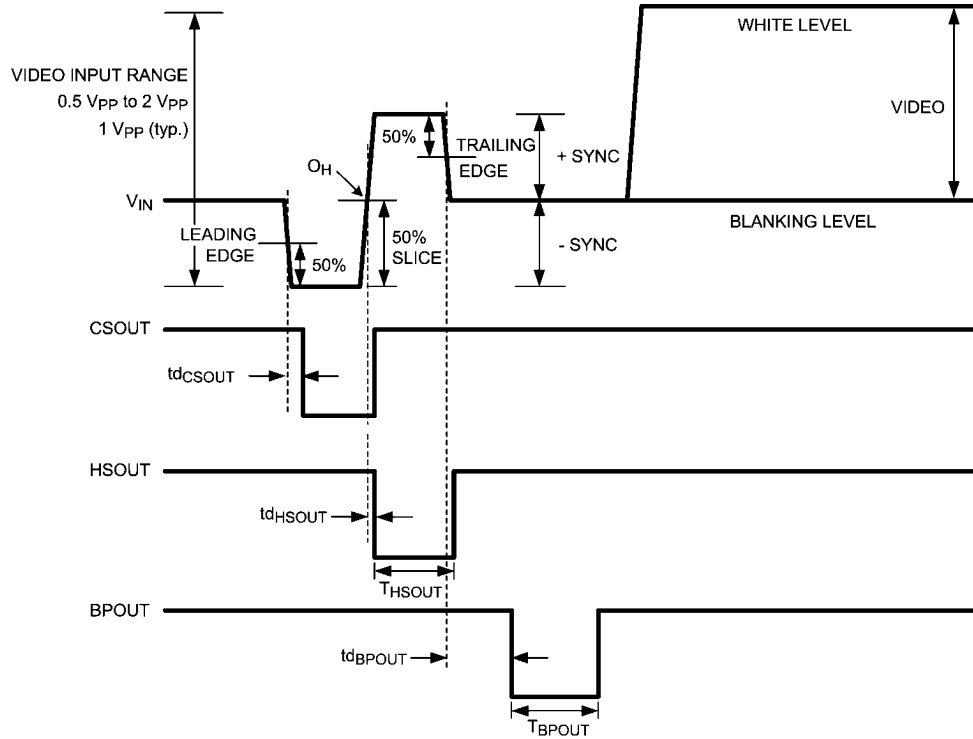 WHITE LEVEL
VIDEO INPUT RANGE
0.5 VPP to 2 VPP
1 VPP (typ.)
VIDEO
50%
TRAILING
EDGE
+ SYNC
OH
VIN
BLANKING LEVEL
LEADING
EDGE
50%
50%
SLICE
- SYNC
CSOUT
tdCSOUT
HSOUT
tdHSOUT
THSOUT
BPOUT
tdBPOUT
TBPOUT